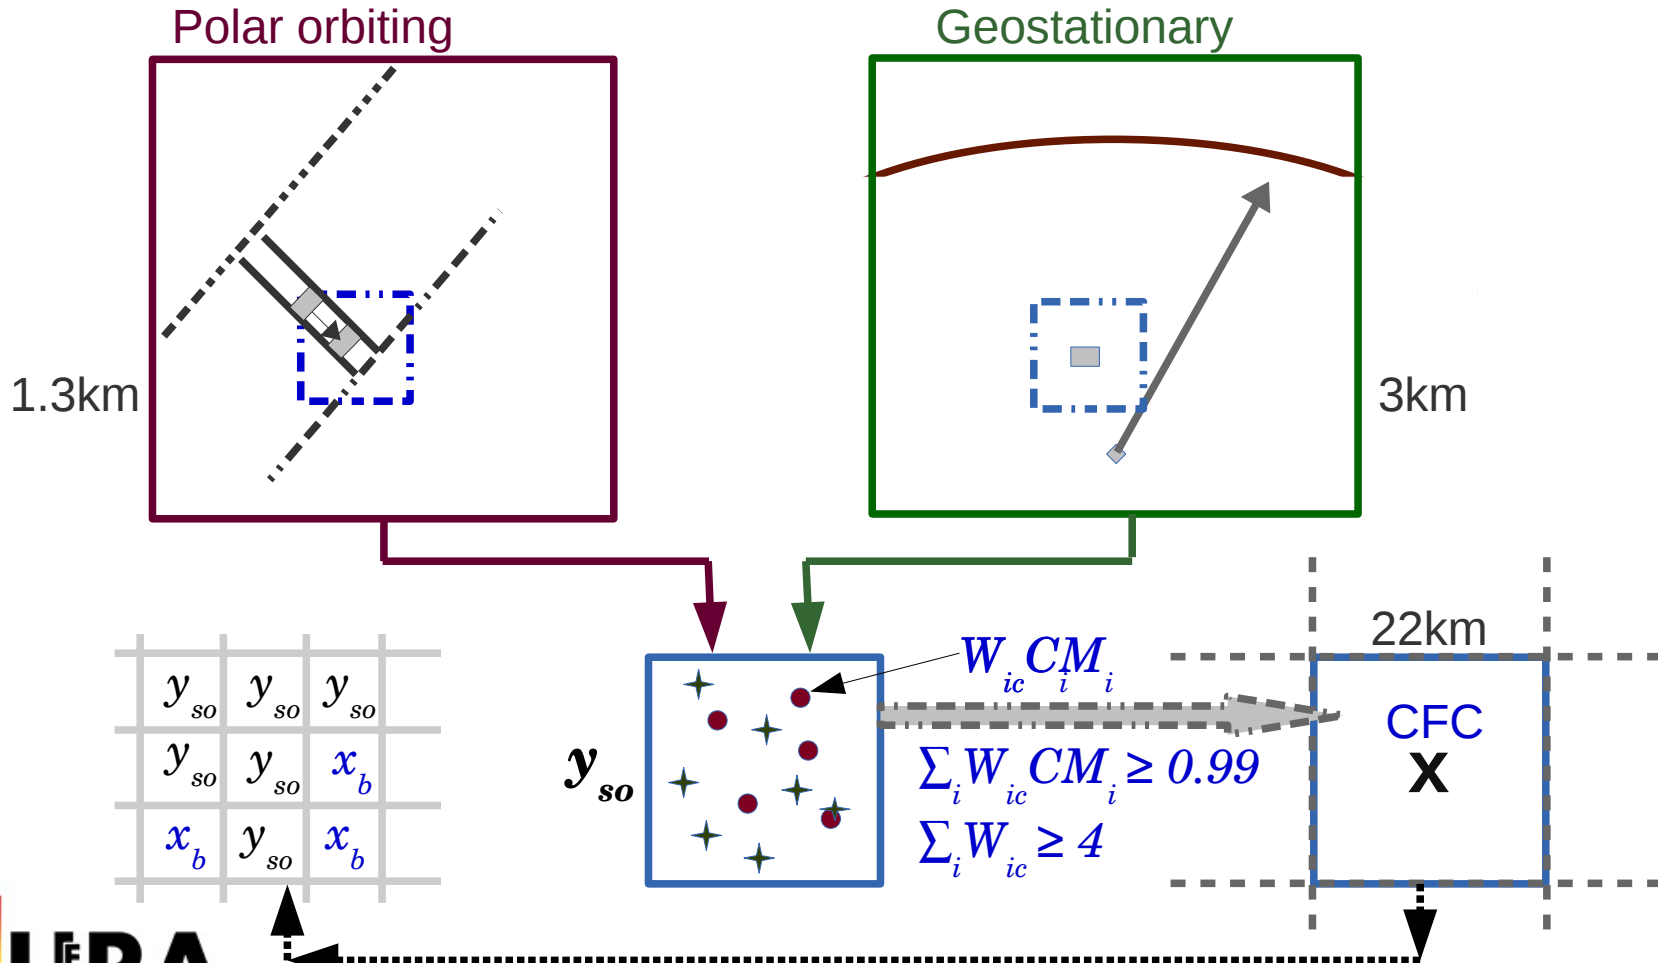 Polar orbiting
Geostationary
1.3km
3km
22km
W_ic CM_i i
y_so y_so y_so
y_so y_so x_b
x_b y_so x_b
y_so
∑_i W_ic CM_i ≥ 0.99
∑_i W_ic ≥ 4
CFC
X